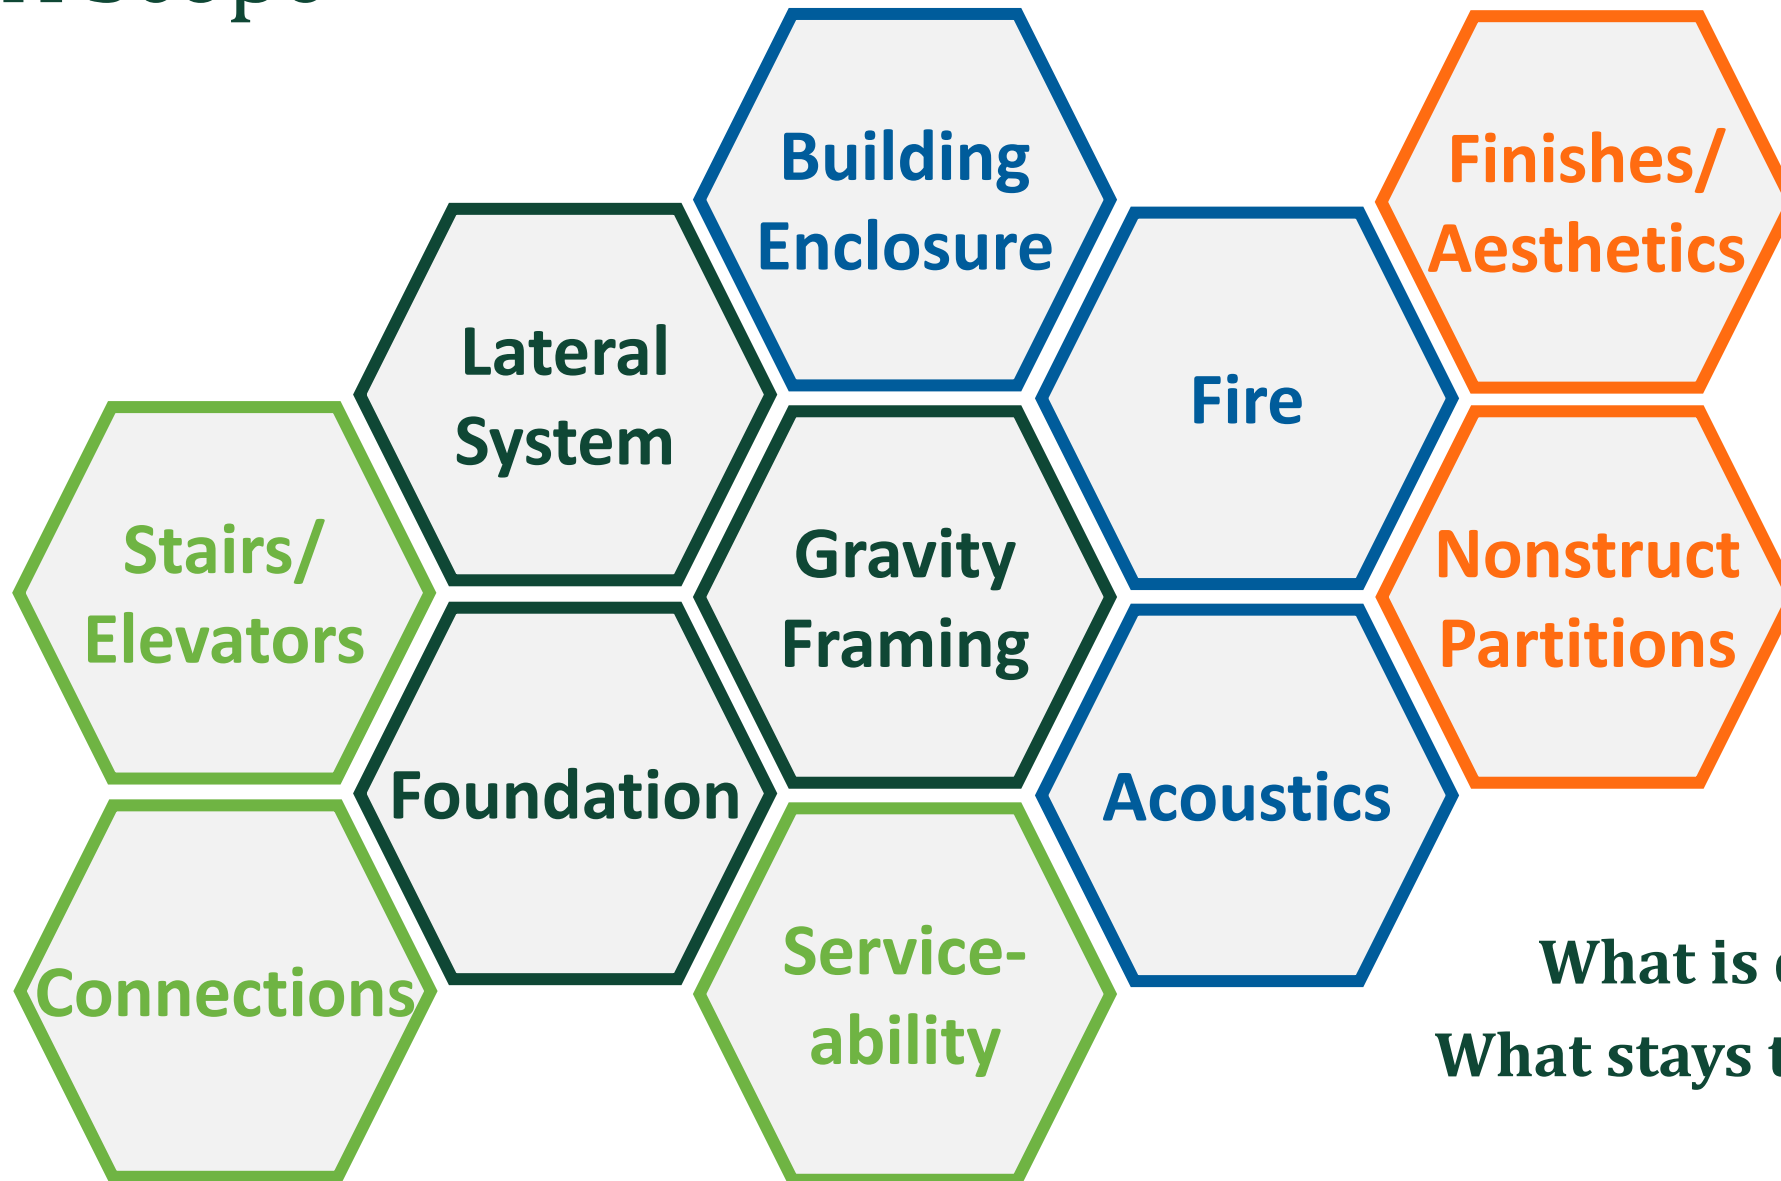 Scope
Building
Enclosure
Finishes/
Aesthetics
Lateral
System
Fire
Stairs/
Elevators
Gravity
Framing
Nonstruct
Partitions
Foundation
Acoustics
Connections
Service-
ability
What is
What stays